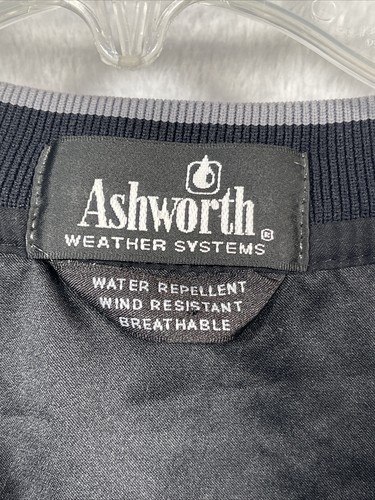 Ashworth®
WEATHER SYSTEMS
WATER REPELLENT
WIND RESISTANT
BREATHABLE